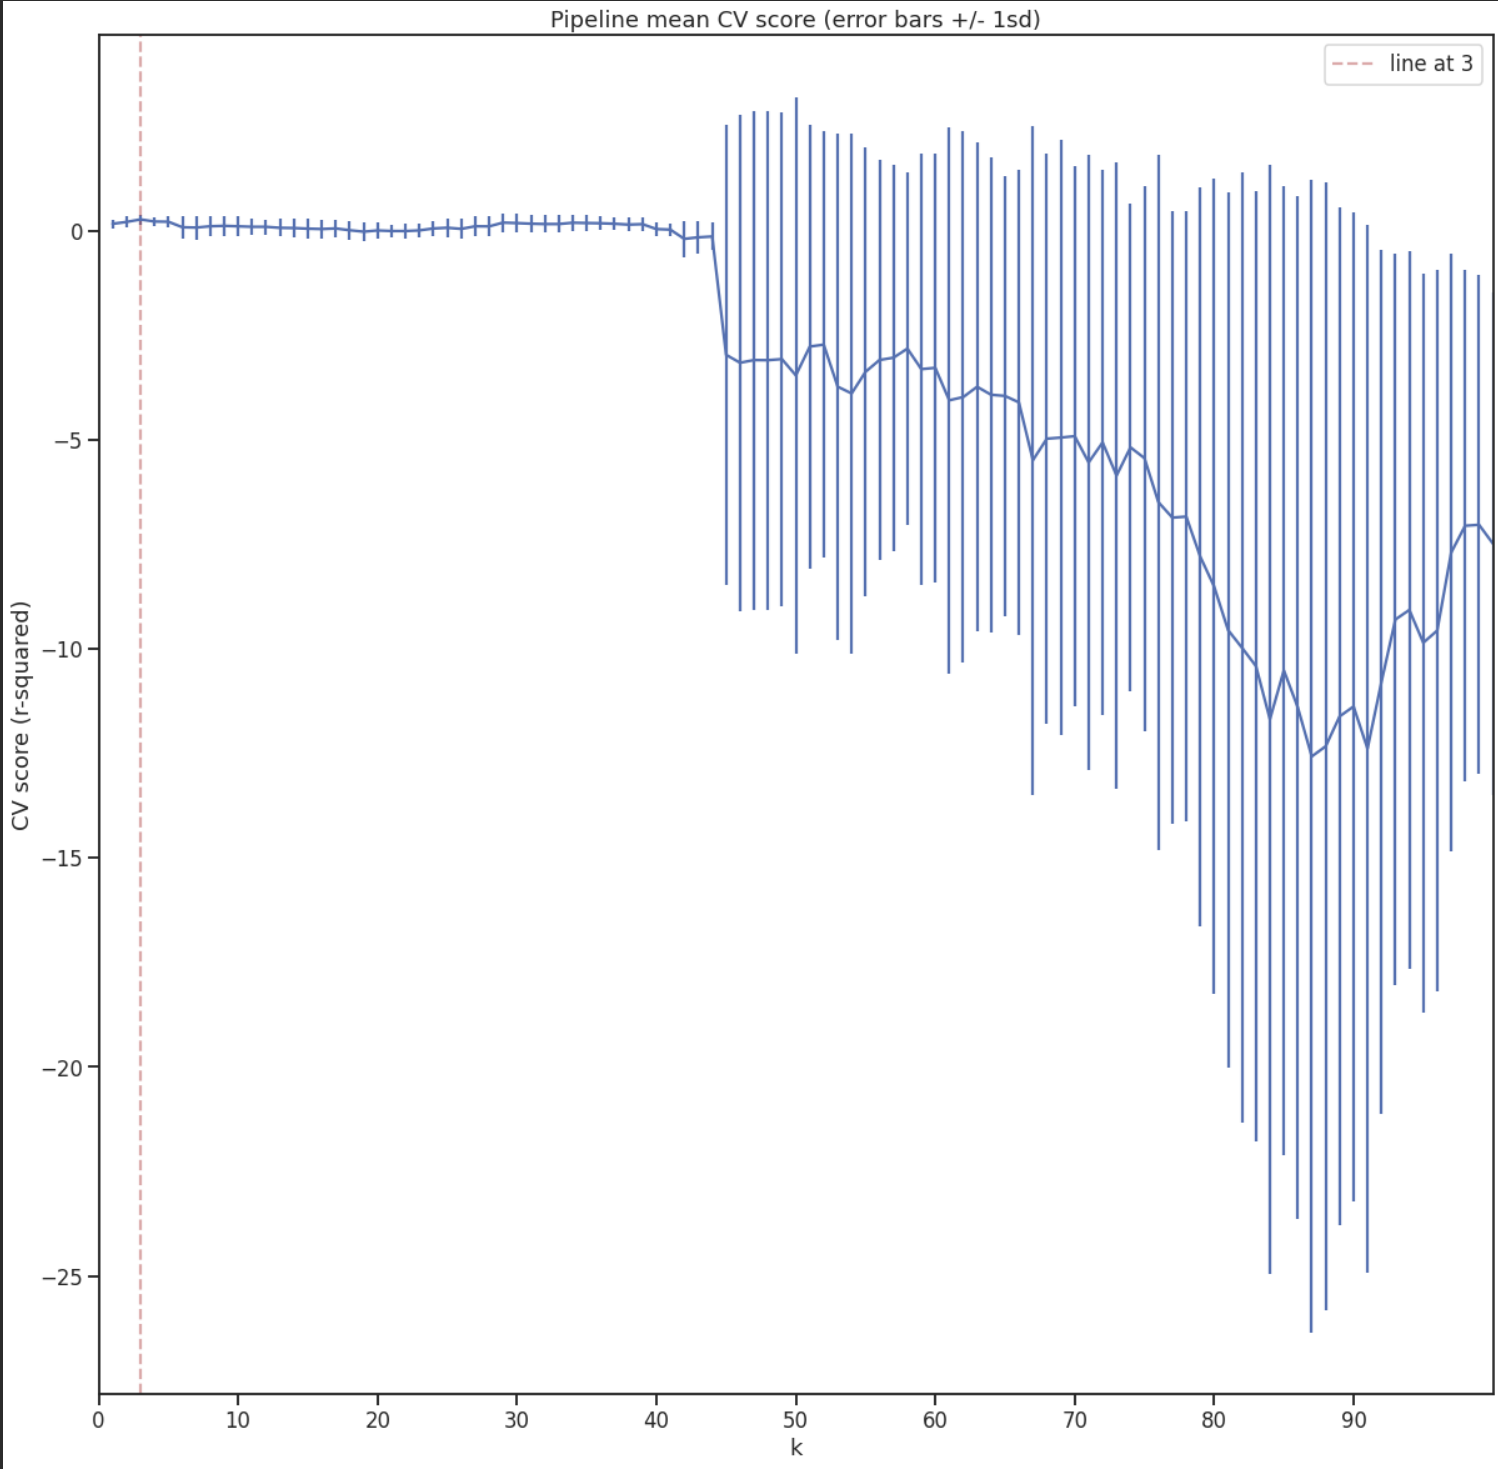 Pipeline mean CV score (error bars +/- 1sd)
line at 3
CV score (r-squared)
0
−5
−10
−15
−20
−25
0 10 20 30 40 50 60 70 80 90
k